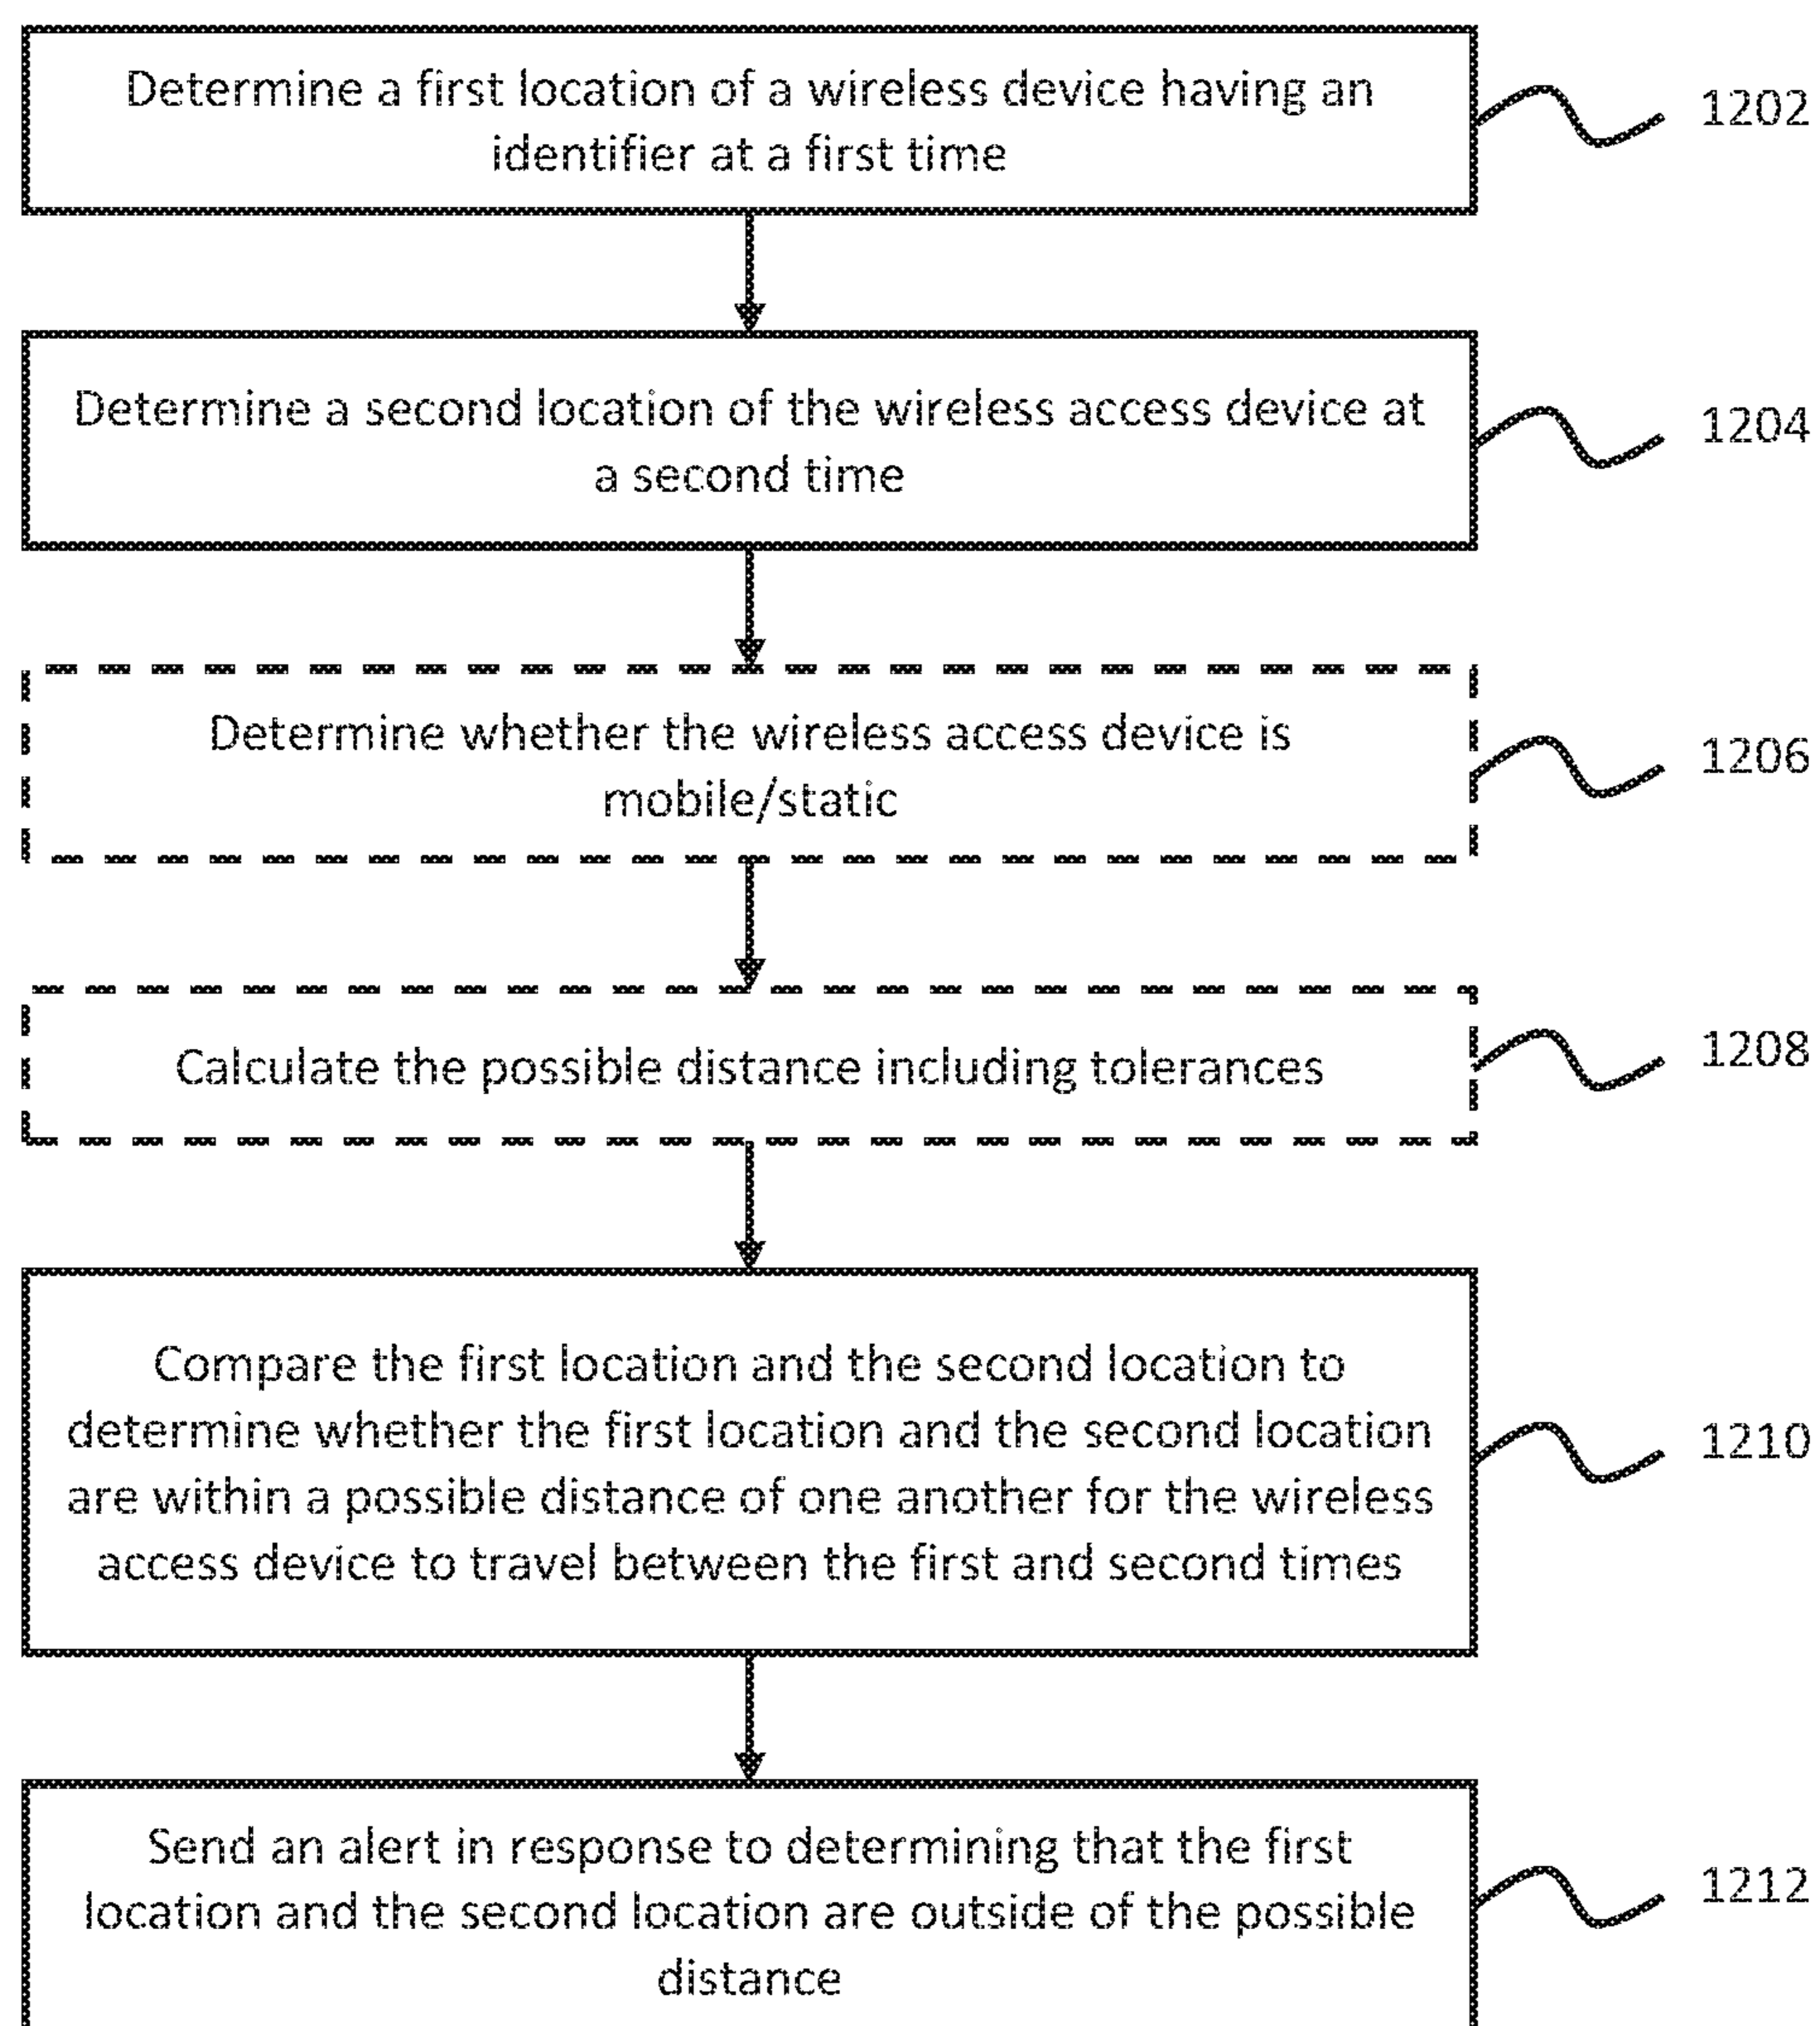 Determine a first location of a wireless device having an
identifier at a first time
1202
Determine a second location of the wireless access device at
a second time
1204
Determine whether the wireless access device is
mobile/static
1206
Calculate the possible distance including tolerances
1208
Compare the first location and the second location to
determine whether the first location and the second location
are within a possible distance of one another for the wireless
access device to travel between the first and second times
1210
Send an alert in response to determining that the first
location and the second location are outside of the possible
distance
1212